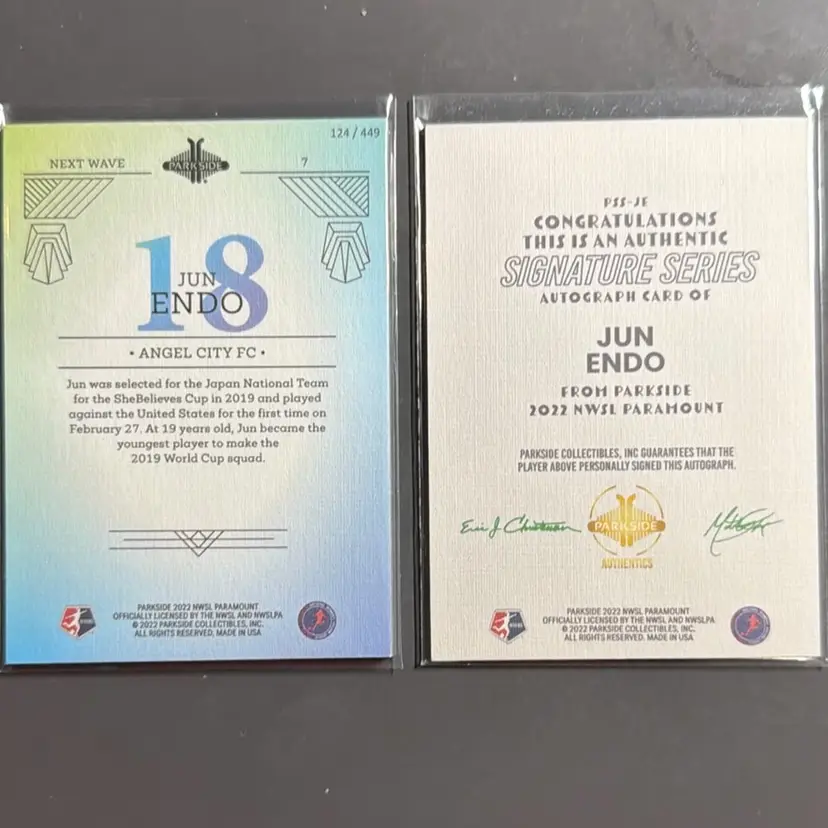 124 / 449
NEXT WAVE
PARKSIDE
7
18
JUN
ENDO
• ANGEL CITY FC •
Jun was selected for the Japan National Team
for the SheBelieves Cup in 2019 and played
against the United States for the first time on
February 27. At 19 years old, Jun became the
youngest player to make the
2019 World Cup squad.
PARKSIDE 2022 NWSL PARAMOUNT
OFFICIALLY LICENSED BY THE NWSL AND NWSLPA
© 2022 PARKSIDE COLLECTIBLES, INC.
ALL RIGHTS RESERVED. MADE IN USA
PSS-JE
CONGRATULATIONS
THIS IS AN AUTHENTIC
SIGNATURE SERIES
AUTOGRAPH CARD OF
JUN
ENDO
FROM PARKSIDE
2022 NWSL PARAMOUNT
PARKSIDE COLLECTIBLES, INC GUARANTEES THAT THE
PLAYER ABOVE PERSONALLY SIGNED THIS AUTOGRAPH.
PARKSIDE
AUTHENTICS
PARKSIDE 2022 NWSL PARAMOUNT
OFFICIALLY LICENSED BY THE NWSL AND NWSLPA
© 2022 PARKSIDE COLLECTIBLES, INC.
ALL RIGHTS RESERVED. MADE IN USA